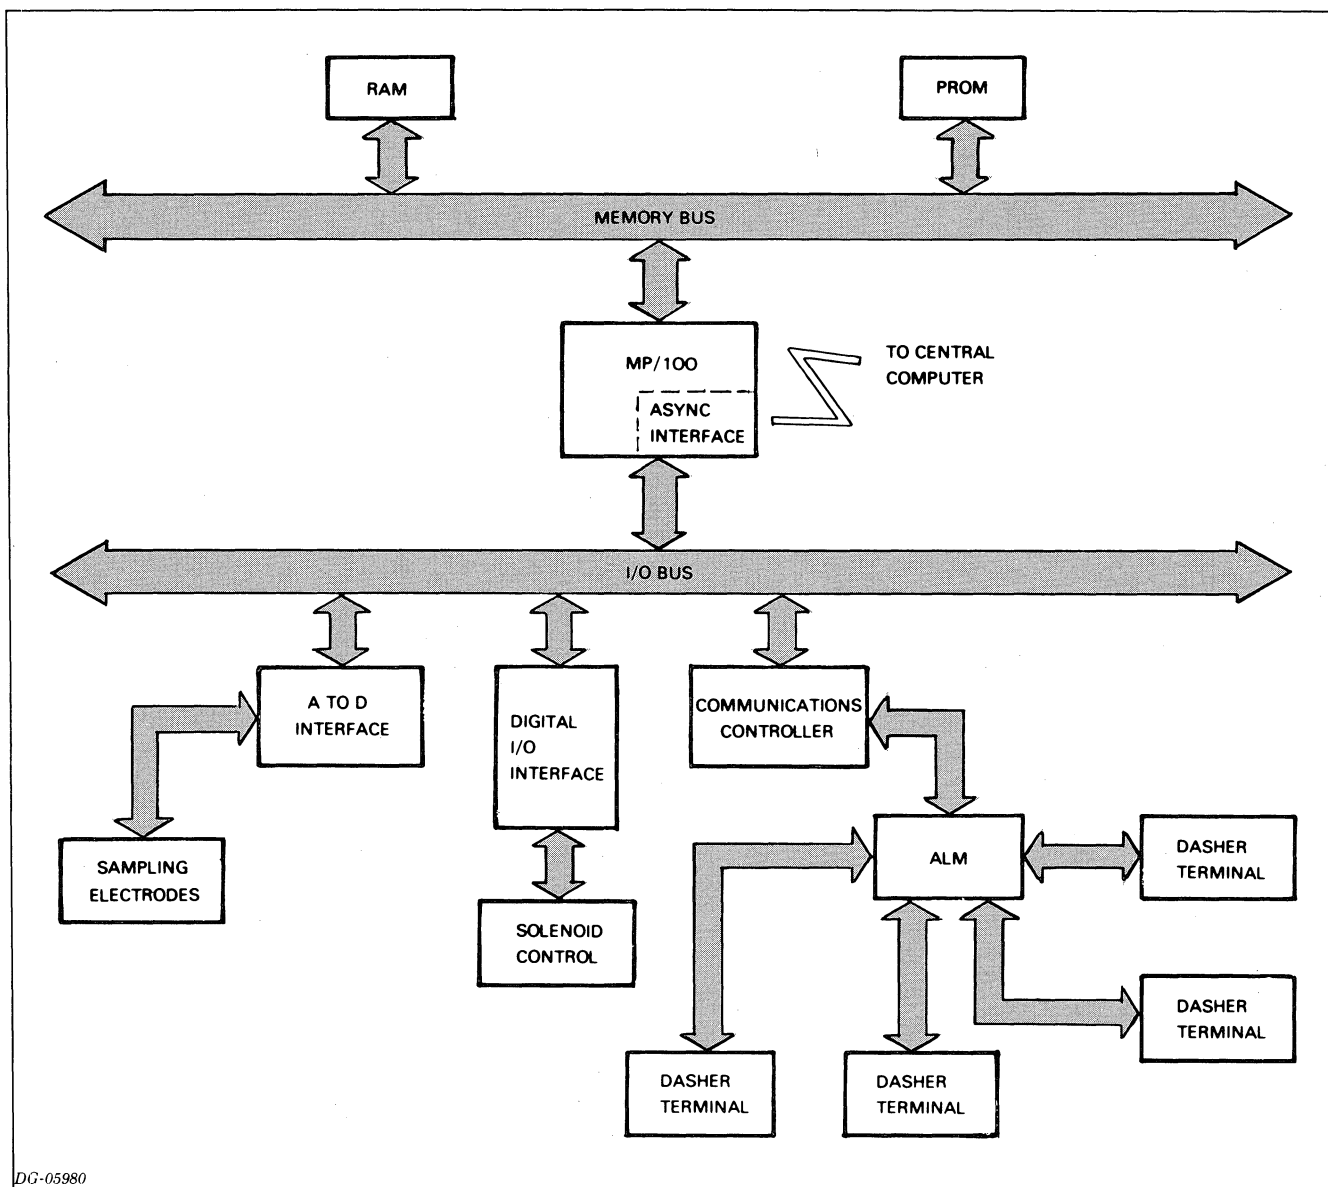 RAM
PROM
MEMORY BUS
MP/100
ASYNC
INTERFACE
TO CENTRAL
COMPUTER
I/O BUS
A TO D
INTERFACE
DIGITAL
I/O
INTERFACE
COMMUNICATIONS
CONTROLLER
SAMPLING
ELECTRODES
SOLENOID
CONTROL
ALM
DASHER
TERMINAL
DASHER
TERMINAL
DASHER
TERMINAL
DASHER
TERMINAL
DG-05980